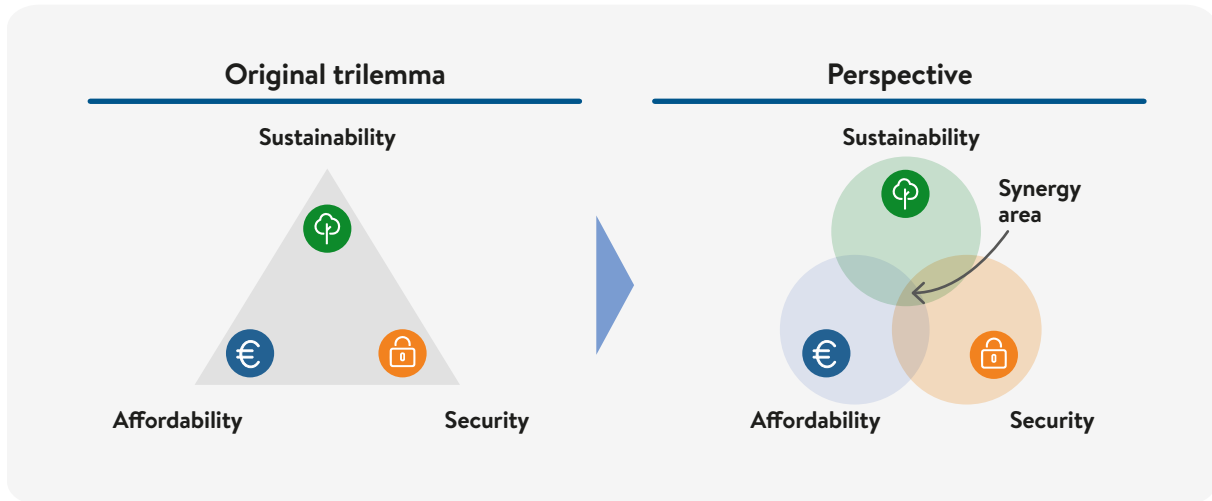 Original trilemma
Sustainability
€
Affordability
Security
Perspective
Sustainability
Synergy
area
€
Affordability
Security